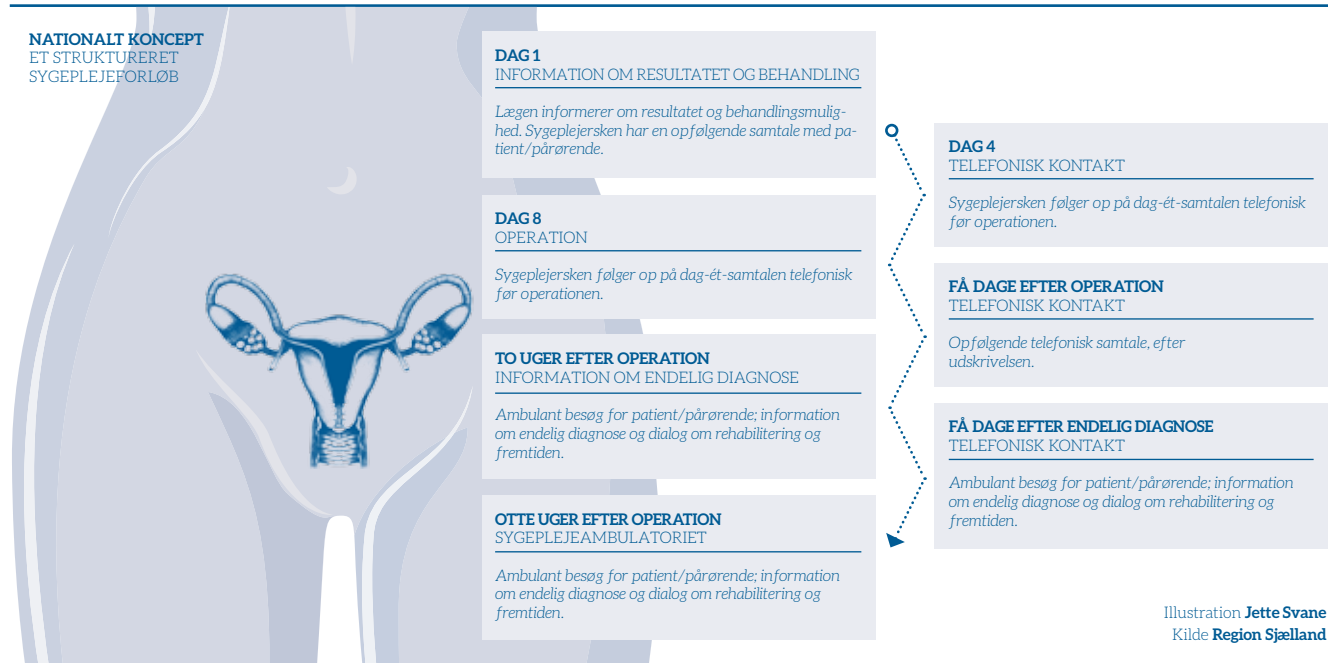 NATIONALT KONCEPT
ET STRUKTURERET
SYGEPLEJEFORLØB
DAG 1
INFORMATION OM RESULTATET OG BEHANDLING
Lægen informerer om resultatet og behandlingsmulig-
hed. Sygeplejersken har en opfølgende samtale med pa-
tient/pårørende.
DAG 4
TELEFONISK KONTAKT
Sygeplejersken følger op på dag-ét-samtalen telefonisk
før operationen.
DAG 8
OPERATION
Sygeplejersken følger op på dag-ét-samtalen telefonisk
før operationen.
FÅ DAGE EFTER OPERATION
TELEFONISK KONTAKT
Opfølgende telefonisk samtale, efter
udskrivelsen.
TO UGER EFTER OPERATION
INFORMATION OM ENDELIG DIAGNOSE
Ambulant besøg for patient/pårørende; information
om endelig diagnose og dialog om rehabilitering og
fremtiden.
FÅ DAGE EFTER ENDELIG DIAGNOSE
TELEFONISK KONTAKT
Ambulant besøg for patient/pårørende; information
om endelig diagnose og dialog om rehabilitering og
fremtiden.
OTTE UGER EFTER OPERATION
SYGEPLEJEAMBULATORIET
Ambulant besøg for patient/pårørende; information
om endelig diagnose og dialog om rehabilitering og
fremtiden.
Illustration Jette Svane
Kilde Region Sjælland